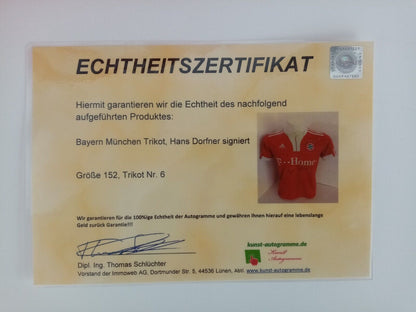 ECHTHEITSZERTIFIKAT
Hiermit garantieren wir die Echtheit des nachfolgend
aufgeführten Produktes:
Bayern München Trikot, Hans Dorfner signiert
Größe 152, Trikot Nr. 6
T··Home·
Wir garantieren für die 100%ige Echtheit der Autogramme und gewähren Ihnen hierauf eine lebenslange
Geld zurück Garantie!!!
kunst-autogramme.de
Kunst
Autogramme
Dipl. Ing. Thomas Schlüchter
Vorstand der Immoweb AG, Dortmunder Str. 5, 44536 Lünen, Abtl. www.kunst-autogramme.de